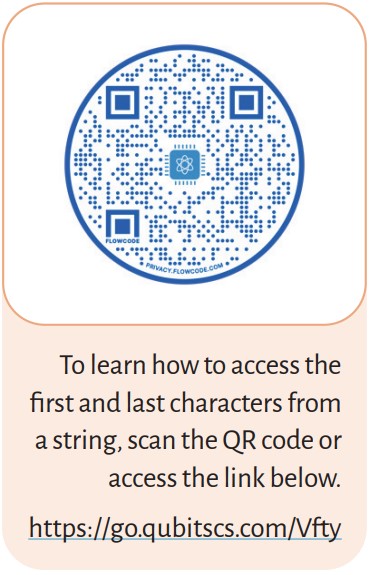 FLOWCODE
PRIVACY.FLOWCODE.COM
To learn how to access the
first and last characters from
a string, scan the QR code or
access the link below.
https://go.qubitscs.com/Vfty